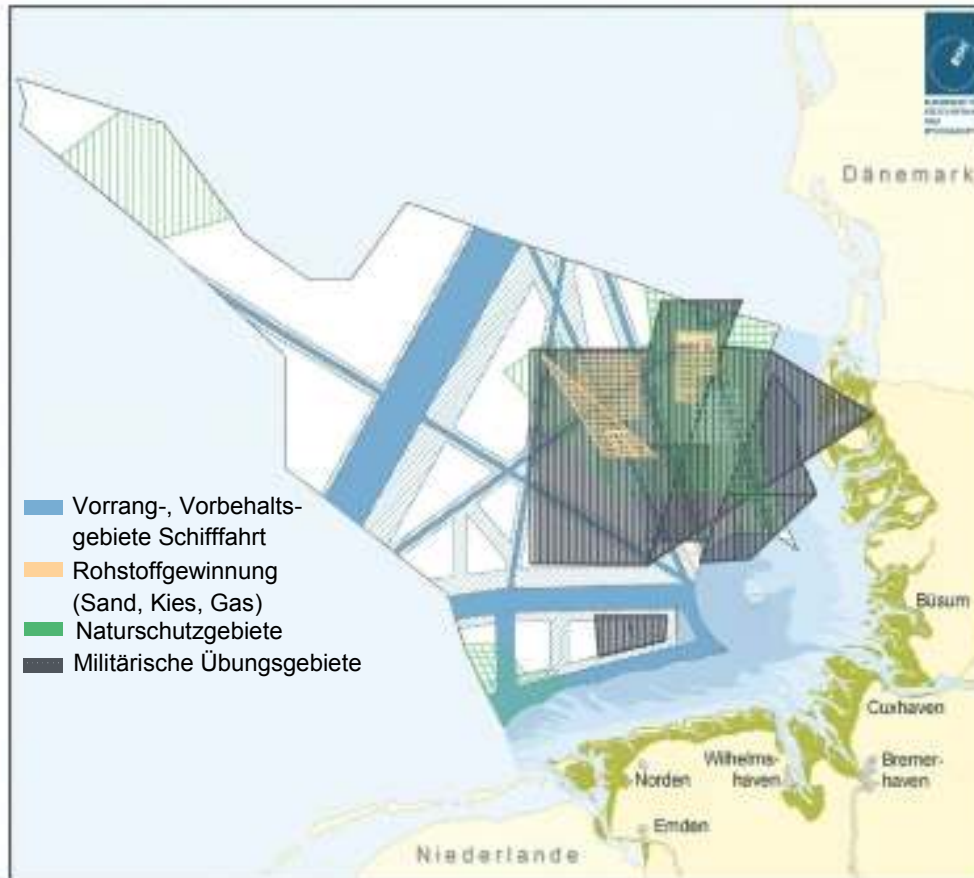 BSH
Dänemark
Vorrang-, Vorbehalts-
gebiete Schifffahrt
Rohstoffgewinnung
(Sand, Kies, Gas)
Naturschutzgebiete
Militärische Übungsgebiete
Büsum
Cuxhaven
Wilhelms-
haven
Bremer-
haven
Norden
Emden
Niederlande